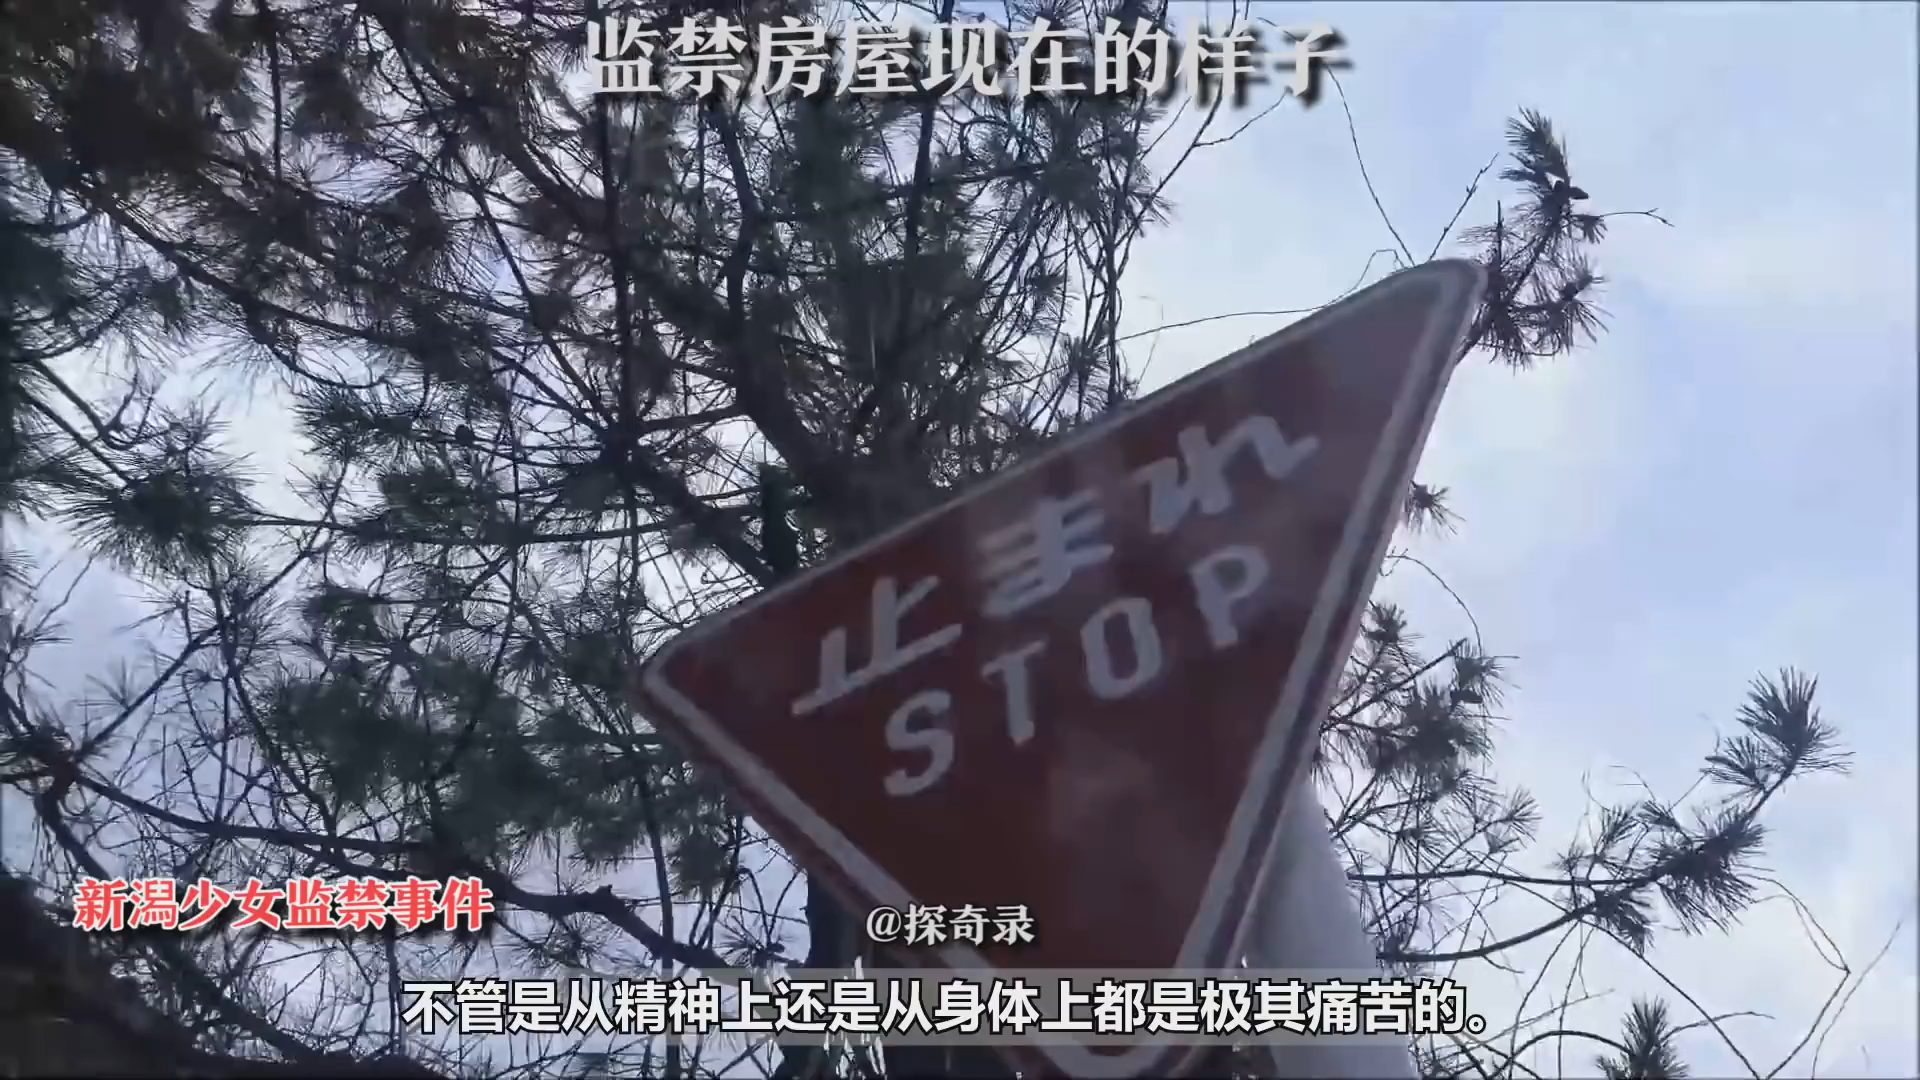 监禁房屋现在的样子
止まれ
STOP
新潟少女监禁事件
@探奇录
不管是从精神上还是从身体上都是极其痛苦的。